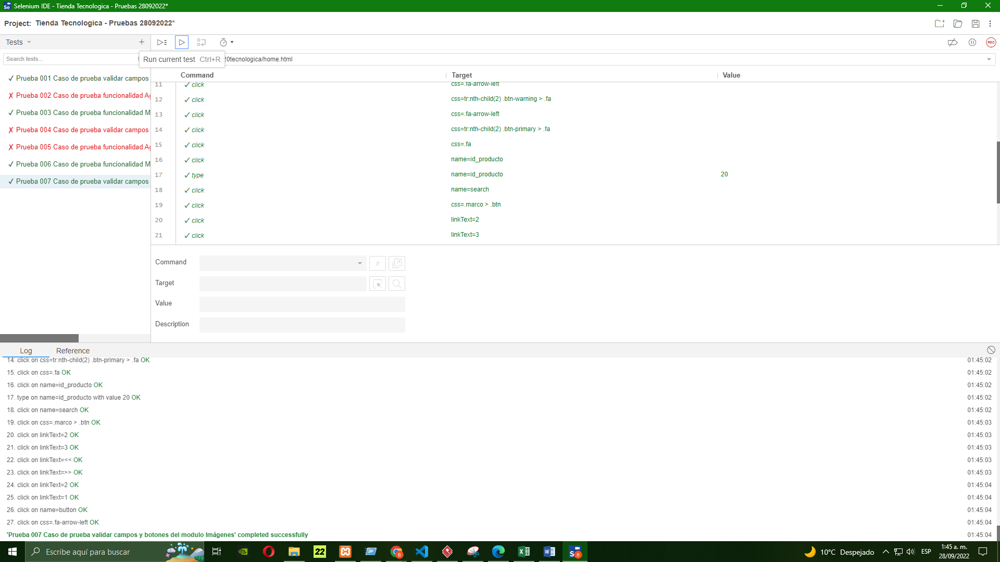 Selenium IDE - Tienda Tecnologica - Pruebas 28092022*
Project: Tienda Tecnologica - Pruebas 28092022*
Tests
REC
Search tests...
Run current test Ctrl+R
20tecnologica/home.html
Command Target Value
Prueba 001 Caso de prueba validar campos
Prueba 002 Caso de prueba funcionalidad Ag
Prueba 003 Caso de prueba funcionalidad M
Prueba 004 Caso de prueba validar campos
Prueba 005 Caso de prueba funcionalidad Ag
Prueba 006 Caso de prueba funcionalidad M
Prueba 007 Caso de prueba validar campos
11 ✓ click css=.fa-arrow-left
12 ✓ click css=tr:nth-child(2) .btn-warning > .fa
13 ✓ click css=.fa-arrow-left
14 ✓ click css=tr:nth-child(2) .btn-primary > .fa
15 ✓ click css=.fa
16 ✓ click name=id_producto
17 ✓ type name=id_producto 20
18 ✓ click name=search
19 ✓ click css=.marco > .btn
20 ✓ click linkText=2
21 ✓ click linkText=3
Command //
Target
Value
Description
Log Reference
14. click on css=tr:nth-child(2) .btn-primary > .fa OK 01:45:02
15. click on css=.fa OK 01:45:02
16. click on name=id_producto OK 01:45:02
17. type on name=id_producto with value 20 OK 01:45:02
18. click on name=search OK 01:45:02
19. click on css=.marco > .btn OK 01:45:03
20. click on linkText=2 OK 01:45:03
21. click on linkText=3 OK 01:45:03
22. click on linkText=<< OK 01:45:03
23. click on linkText=>> OK 01:45:03
24. click on linkText=2 OK 01:45:04
25. click on linkText=1 OK 01:45:04
26. click on name=button OK 01:45:04
27. click on css=.fa-arrow-left OK 01:45:04
'Prueba 007 Caso de prueba validar campos y botones del modulo Imágenes' completed successfully 01:45:04
Escribe aquí para buscar
22
10°C Despejado
ESP
1:45 a. m.
28/09/2022